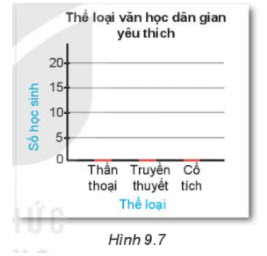 Thể loại văn học dân gian
yêu thích
Số học sinh
20
15
10
5
0
Thần
thoại
Truyền
thuyết
Cổ
tích
Thể loại
Hình 9.7